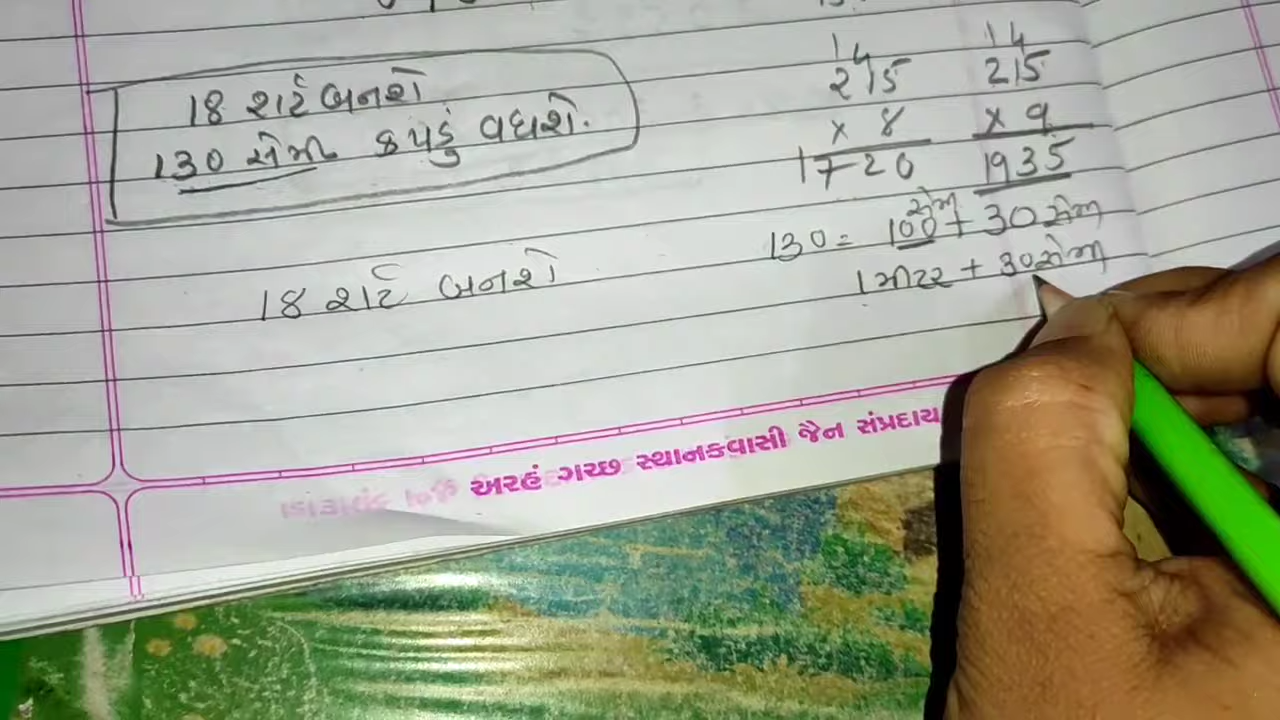 18 શર્ટ બનશે
130 સેમી કપડું વધશે.
18 શર્ટ બનશે
14
215
× 8
1720
14
215
× 9
1935
130 = 100 સેમી + 30 સેમી
1 મીટર + 30 સેમી
અરહં ગચ્છ સ્થાનકવાસી જૈન સંપ્રદાય